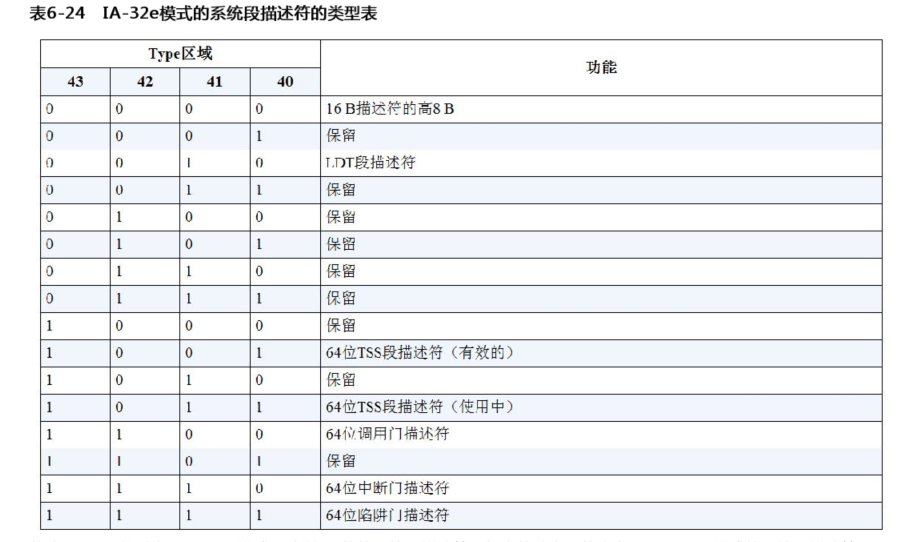 表6-24 IA-32e模式的系统段描述符的类型表
Type区域 功能
43 42 41 40
0 0 0 0 16 B描述符的高8 B
0 0 0 1 保留
0 0 1 0 LDT段描述符
0 0 1 1 保留
0 1 0 0 保留
0 1 0 1 保留
0 1 1 0 保留
0 1 1 1 保留
1 0 0 0 保留
1 0 0 1 64位TSS段描述符（有效的）
1 0 1 0 保留
1 0 1 1 64位TSS段描述符（使用中）
1 1 0 0 64位调用门描述符
1 1 0 1 保留
1 1 1 0 64位中断门描述符
1 1 1 1 64位陷阱门描述符